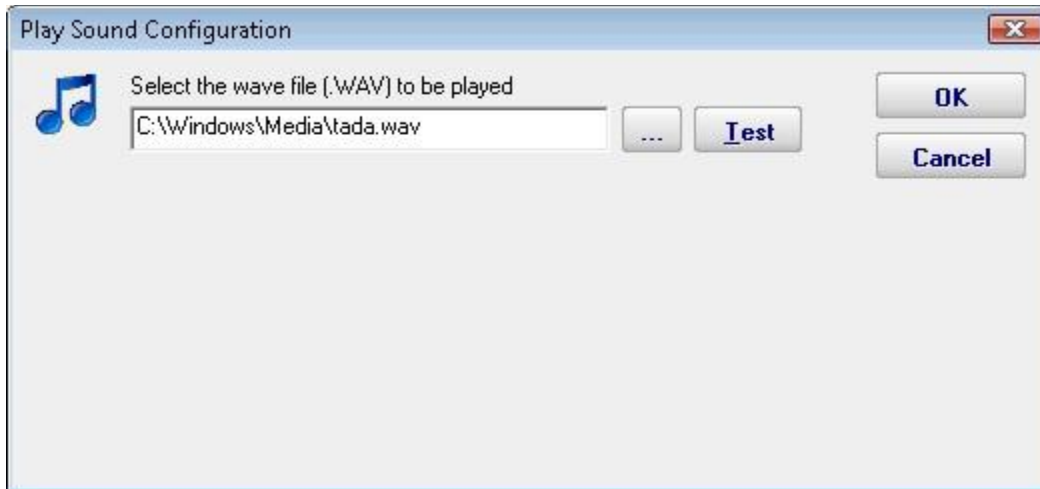 Play Sound Configuration
Select the wave file (.WAV) to be played
C:\Windows\Media\tada.wav
...
Test
OK
Cancel